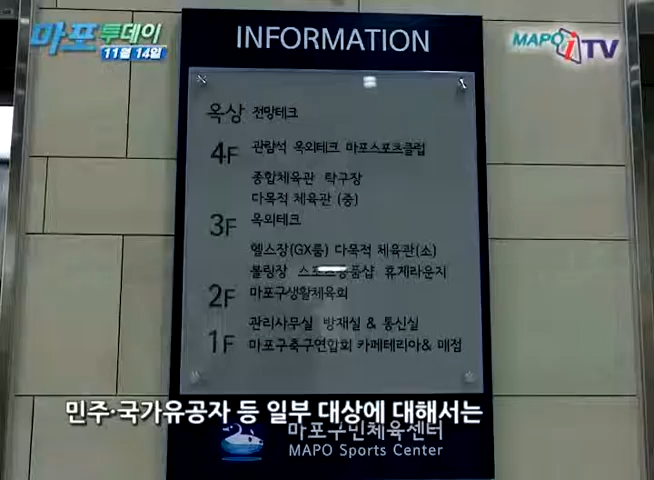 마포 투데이
11월 14일
MAPO i TV
INFORMATION
옥상 전망테크
4F 관람석 옥외테크 마포스포츠클럽
종합체육관 탁구장
다목적 체육관 (중)
3F 옥외테크
헬스장(GX룸) 다목적 체육관(소)
볼링장 스포츠용품샵 휴게라운지
2F 마포구생활체육회
관리사무실 방재실 & 통신실
1F 마포구축구연합회 카페테리아& 매점
민주·국가유공자 등 일부 대상에 대해서는
마포구민체육센터
MAPO Sports Center